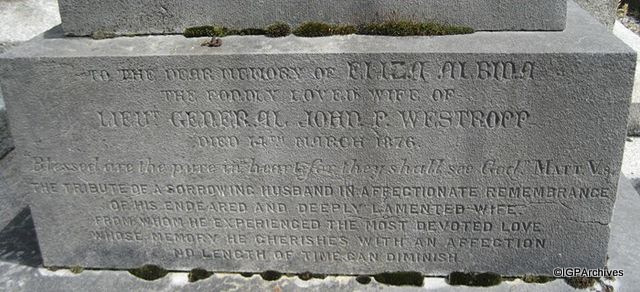 TO THE DEAR MEMORY OF ELIZA ALBINA
THE FONDLY LOVED WIFE OF
LIEUT. GENERAL JOHN P. WESTROPP
DIED 14TH MARCH 1876.
"Blessed are the pure in heart, for they shall see God." MATT. V. 8.
THE TRIBUTE OF A SORROWING HUSBAND IN AFFECTIONATE REMEMBRANCE
OF HIS ENDEARED AND DEEPLY LAMENTED WIFE.
FROM WHOM HE EXPERIENCED THE MOST DEVOTED LOVE
WHOSE MEMORY HE CHERISHES WITH AN AFFECTION
NO LENGTH OF TIME CAN DIMINISH.
©IGPArchives